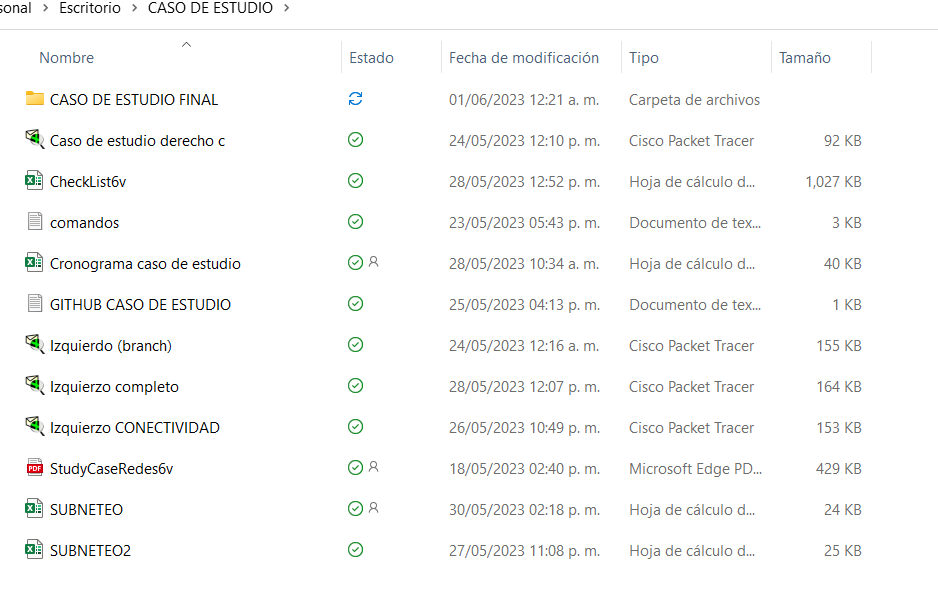 sonal > Escritorio > CASO DE ESTUDIO >
Nombre Estado Fecha de modificación Tipo Tamaño
CASO DE ESTUDIO FINAL 01/06/2023 12:21 a. m. Carpeta de archivos
Caso de estudio derecho c 24/05/2023 12:10 p. m. Cisco Packet Tracer 92 KB
CheckList6v 28/05/2023 12:52 p. m. Hoja de cálculo d... 1,027 KB
comandos 23/05/2023 05:43 p. m. Documento de tex... 3 KB
Cronograma caso de estudio 28/05/2023 10:34 a. m. Hoja de cálculo d... 40 KB
GITHUB CASO DE ESTUDIO 25/05/2023 04:13 p. m. Documento de tex... 1 KB
Izquierdo (branch) 24/05/2023 12:16 a. m. Cisco Packet Tracer 155 KB
Izquierzo completo 28/05/2023 12:07 p. m. Cisco Packet Tracer 164 KB
Izquierzo CONECTIVIDAD 26/05/2023 10:49 p. m. Cisco Packet Tracer 153 KB
PDF StudyCaseRedes6v 18/05/2023 02:40 p. m. Microsoft Edge PD... 429 KB
SUBNETEO 30/05/2023 02:18 p. m. Hoja de cálculo d... 24 KB
SUBNETEO2 27/05/2023 11:08 p. m. Hoja de cálculo d... 25 KB